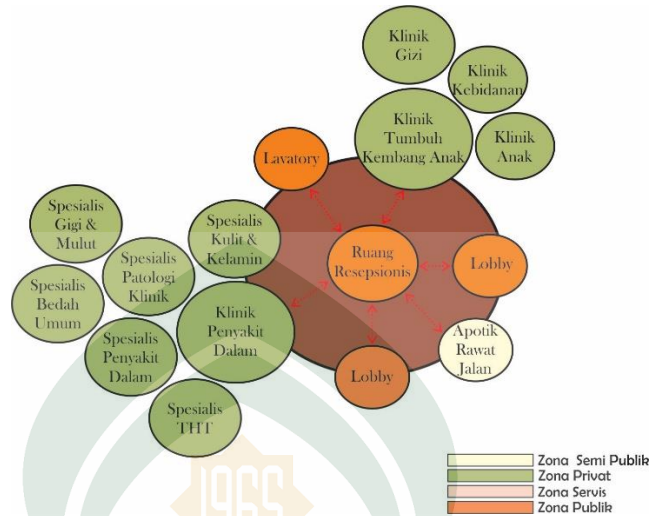 Klinik
Gizi
Klinik
Kebidanan
Klinik
Tumbuh
Kembang Anak
Klinik
Anak
Lavatory
Spesialis
Gigi &
Mulut
Spesialis
Kulit &
Kelamin
Spesialis
Patologi
Klinik
Ruang
Resepsionis
Lobby
Spesialis
Bedah
Umum
Klinik
Penyakit
Dalam
Spesialis
Penyakit
Dalam
Apotik
Rawat
Jalan
Lobby
Spesialis
THT
1965
Zona Semi Publik
Zona Privat
Zona Servis
Zona Publik